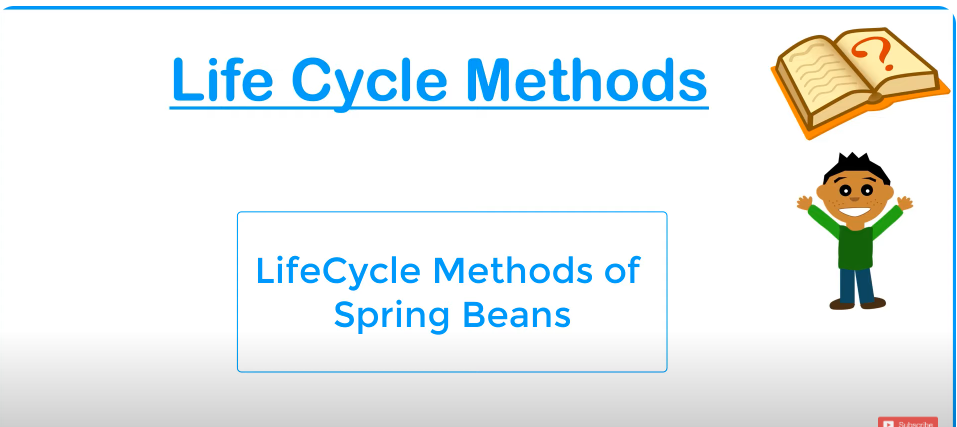 Life Cycle Methods
?
LifeCycle Methods of
Spring Beans
Subscribe